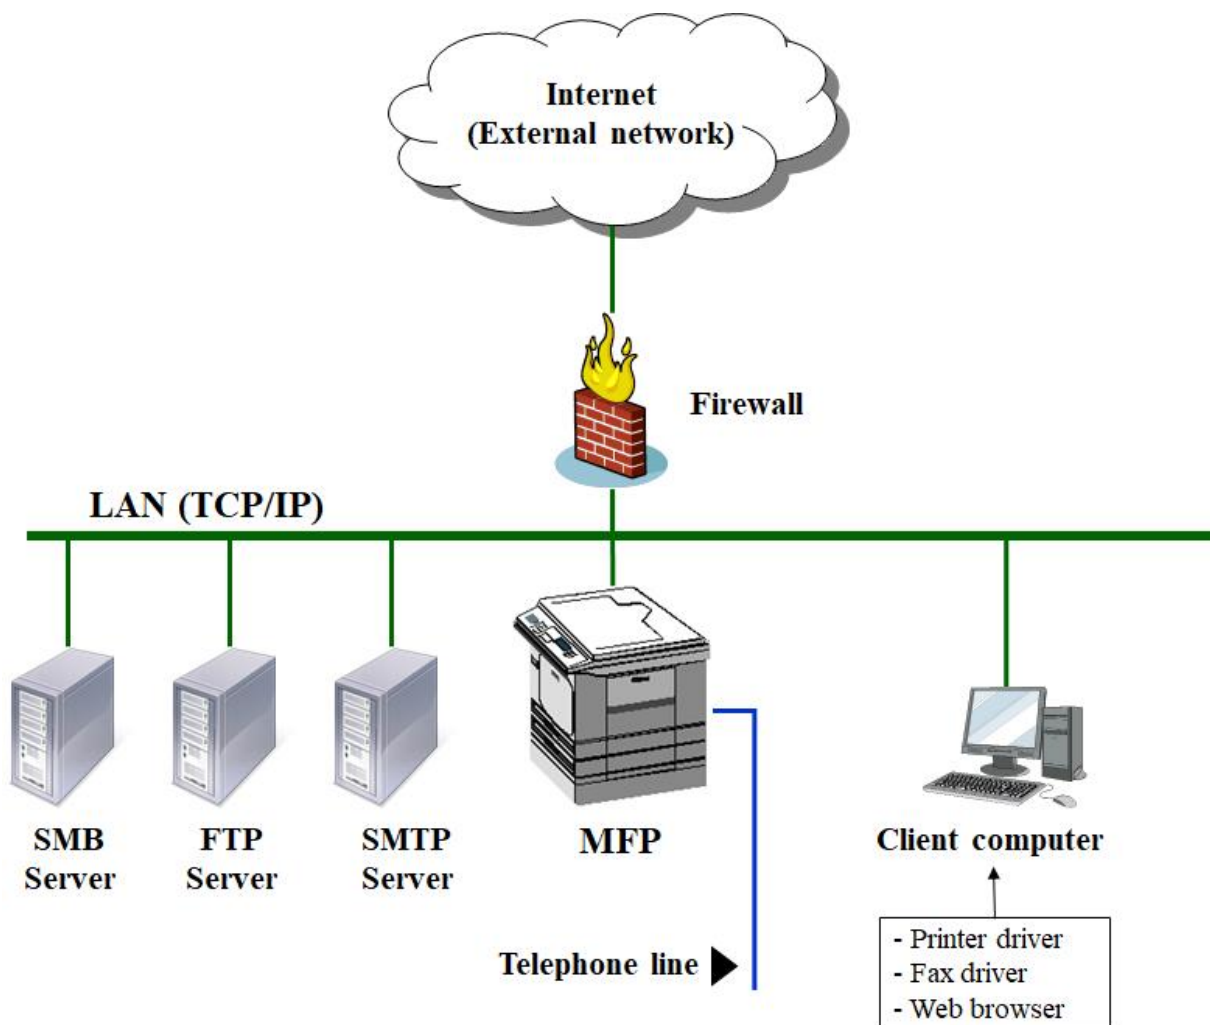 Internet
(External network)
Firewall
LAN (TCP/IP)
SMB
Server
FTP
Server
SMTP
Server
MFP
Client computer
Telephone line
- Printer driver
- Fax driver
- Web browser